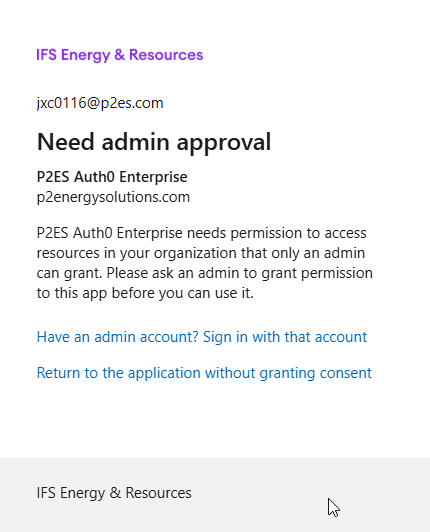 IFS Energy & Resources
jxc0116@p2es.com
Need admin approval
P2ES Auth0 Enterprise
p2energysolutions.com
P2ES Auth0 Enterprise needs permission to access
resources in your organization that only an admin
can grant. Please ask an admin to grant permission
to this app before you can use it.
Have an admin account? Sign in with that account
Return to the application without granting consent
IFS Energy & Resources